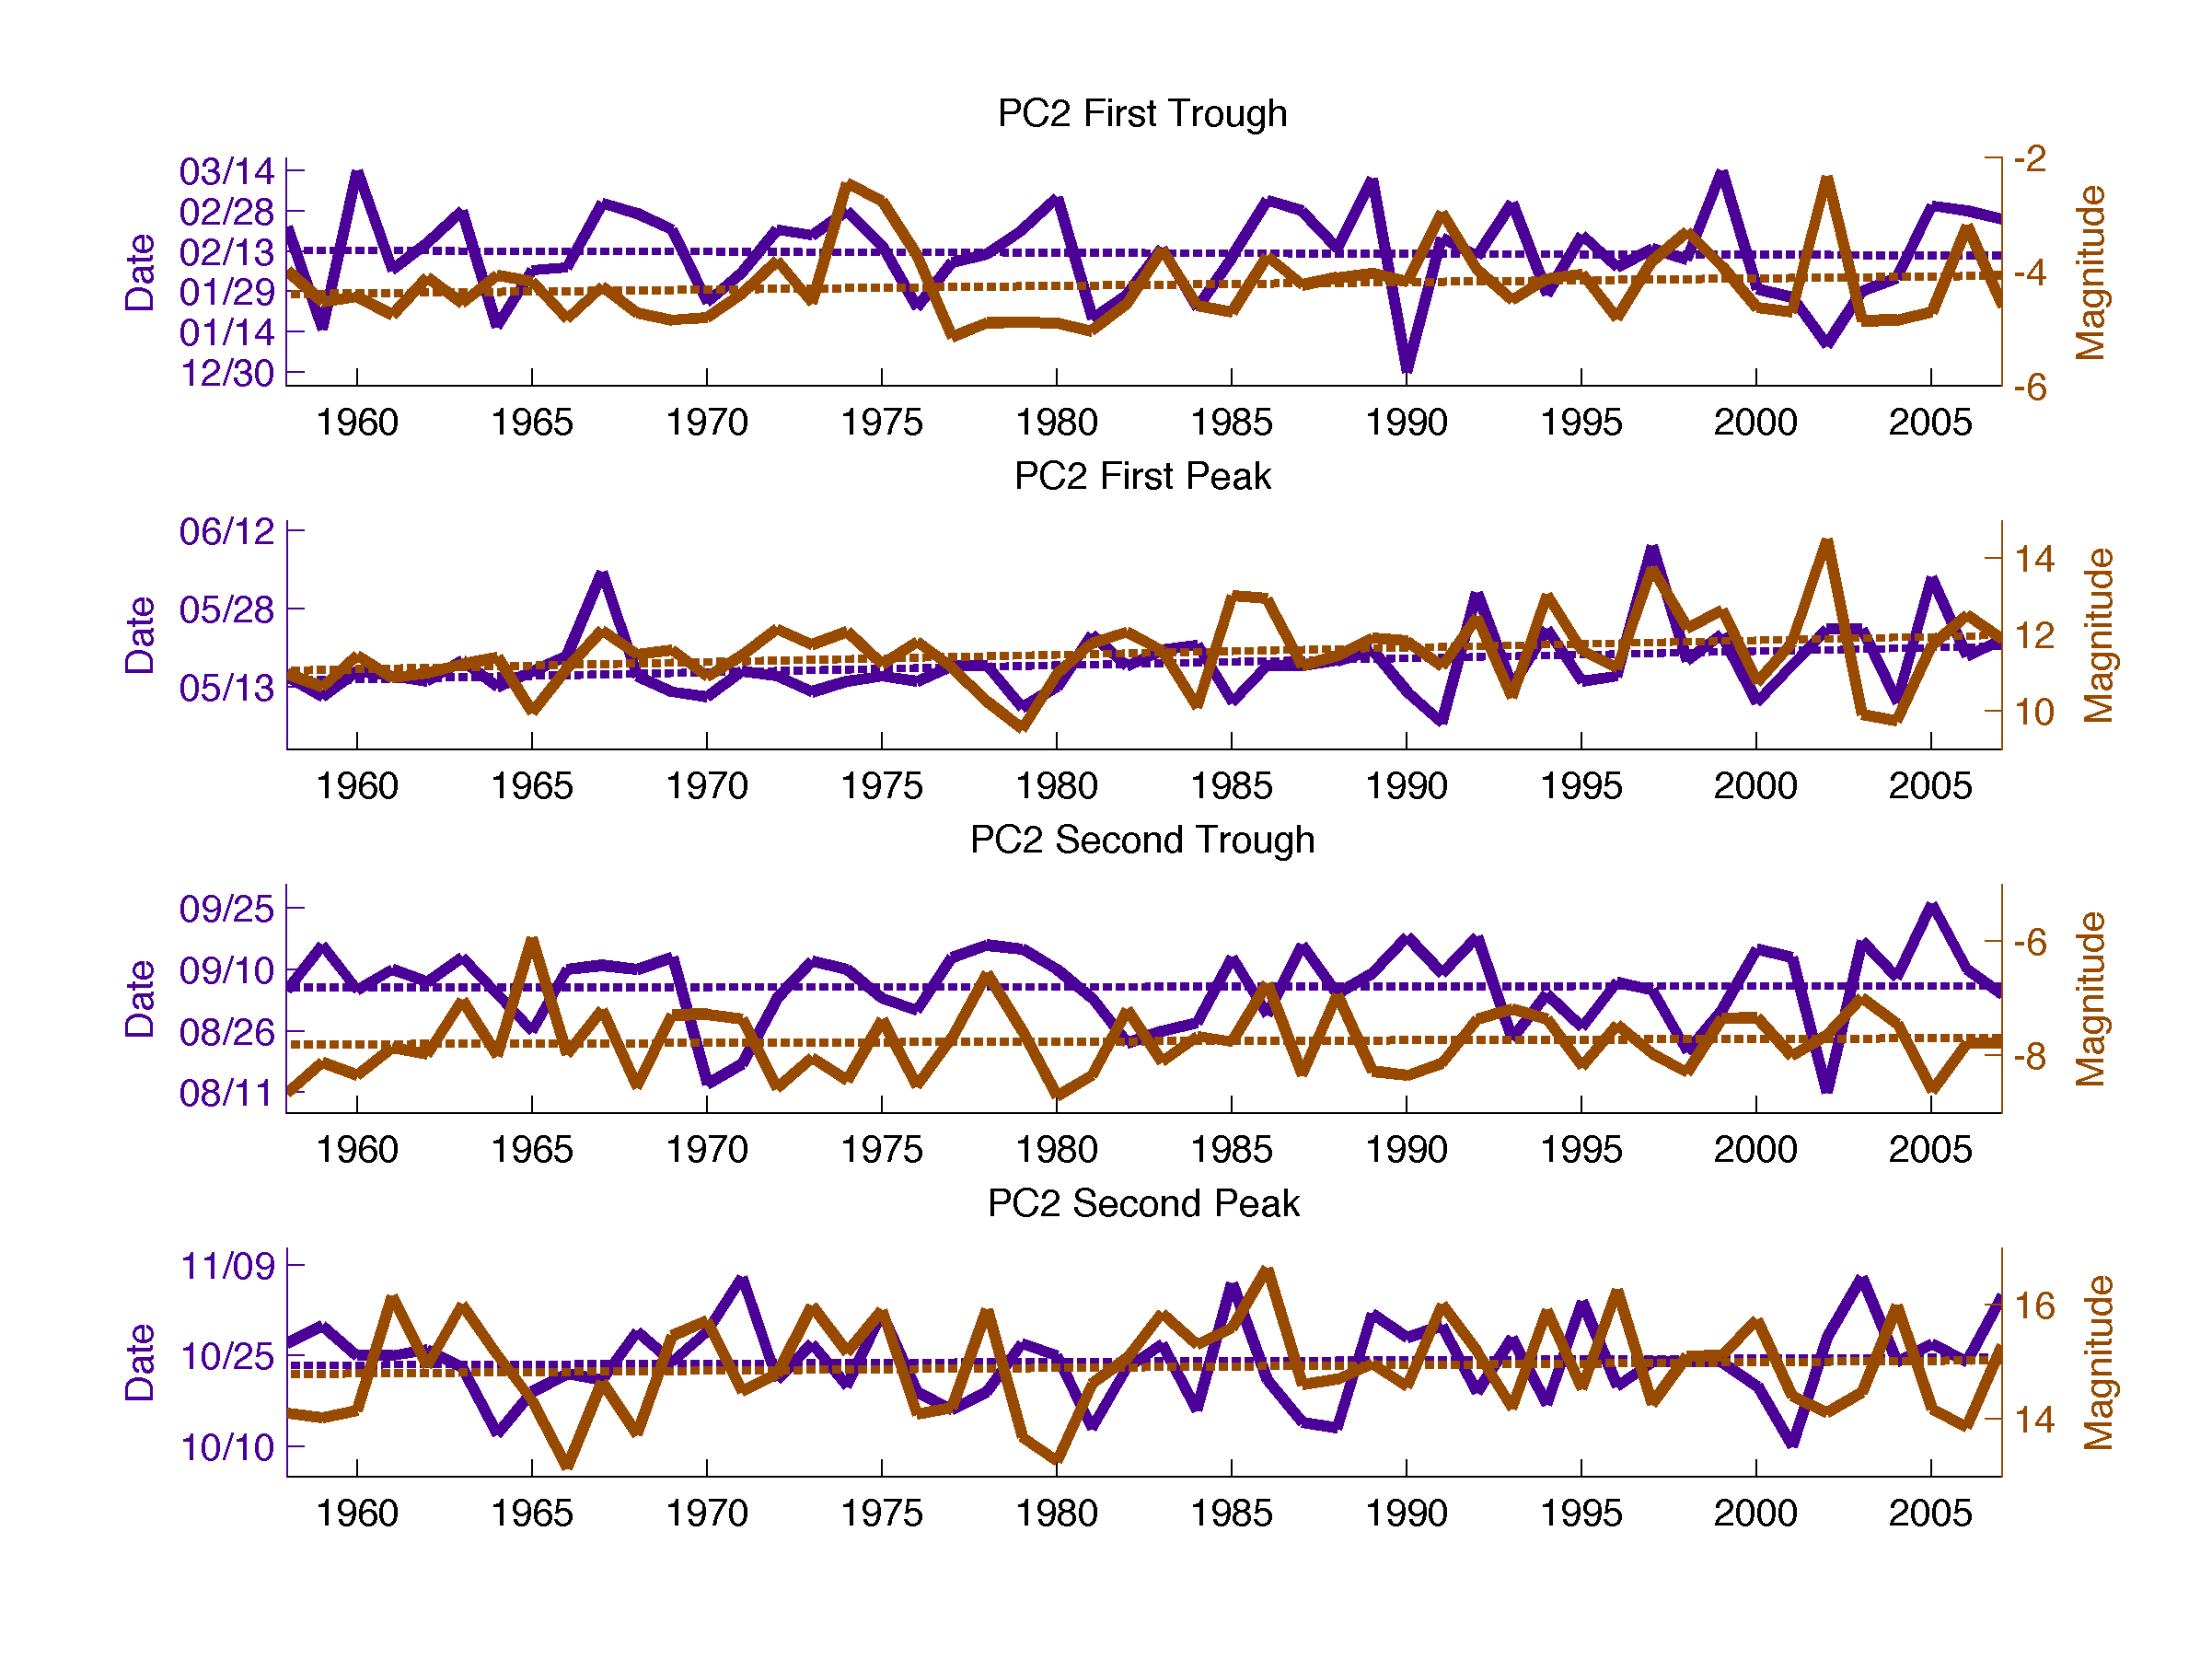 PC2 First Trough
03/14
02/28
02/13
01/29
01/14
12/30
Date
-2
-4
-6
Magnitude
1960 1965 1970 1975 1980 1985 1990 1995 2000 2005
PC2 First Peak
06/12
05/28
05/13
Date
14
12
10
Magnitude
1960 1965 1970 1975 1980 1985 1990 1995 2000 2005
PC2 Second Trough
09/25
09/10
08/26
08/11
Date
-6
-8
Magnitude
1960 1965 1970 1975 1980 1985 1990 1995 2000 2005
PC2 Second Peak
11/09
10/25
10/10
Date
16
14
Magnitude
1960 1965 1970 1975 1980 1985 1990 1995 2000 2005